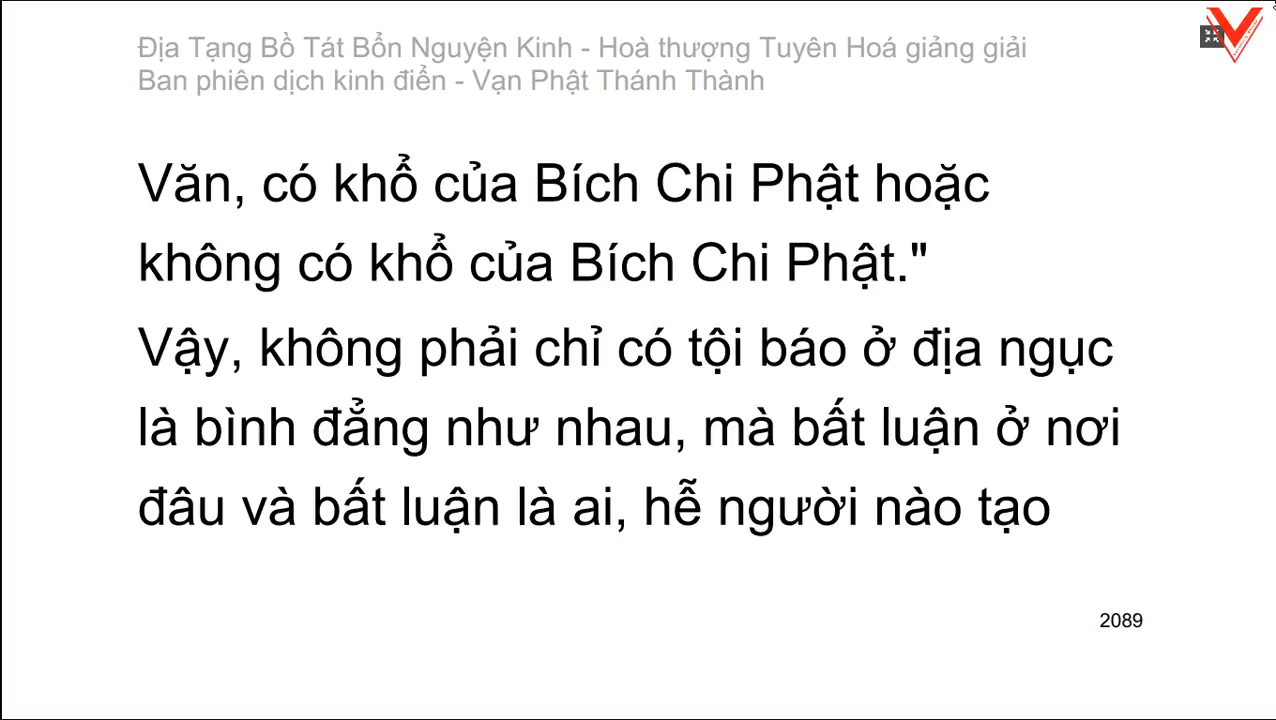 Địa Tạng Bồ Tát Bổn Nguyện Kinh - Hoà thượng Tuyên Hoá giảng giải
Ban phiên dịch kinh điển - Vạn Phật Thánh Thành
Văn, có khổ của Bích Chi Phật hoặc
không có khổ của Bích Chi Phật."
Vậy, không phải chỉ có tội báo ở địa ngục
là bình đẳng như nhau, mà bất luận ở nơi
đâu và bất luận là ai, hễ người nào tạo
2089